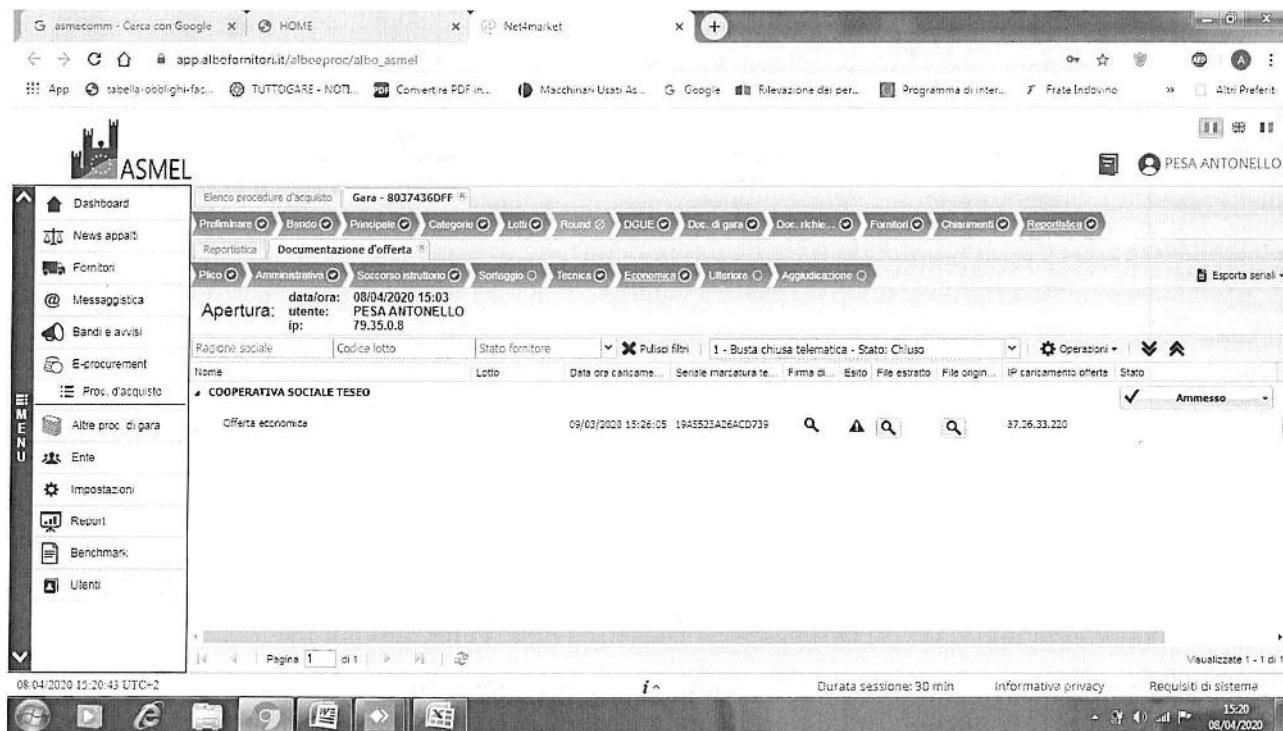 asmecomm - Cerca con Google × HOME × Net4market × +
app.albofornitori.it/alboeproc/albo_asmel
App tabella-obblighi-fac... TUTTOGARE - NOTI... PDF Convertire PDF in... Macchinari Usati As... G Google Rilevazione dei per... Programma di inter... Frate Indovino » Altri Preferiti
ASMEL
PESA ANTONELLO
Elenco procedure d'acquisto Gara - 8037436DFF
Preliminare Bando Principale Categorie Lotti Round DGUE Doc. di gara Doc. richie... Fornitori Chiarimenti Reportistica
Reportistica Documentazione d'offerta
Plico Amministrativa Soccorso istruttorio Sorteggio Tecnica Economica Ulteriore Aggiudicazione Esporta seriali
Apertura:
data/ora: 08/04/2020 15:03
utente: PESA ANTONELLO
ip: 79.35.0.8
Ragione sociale Codice lotto Stato fornitore Pulisci filtri 1 - Busta chiusa telematica - Stato: Chiuso Operazioni
Nome Lotto Data ora caricame... Seriale marcatura te... Firma di... Esito File estratto File origin... IP caricamento offerta Stato
COOPERATIVA SOCIALE TESEO Ammesso
Offerta economica 09/03/2020 15:26:05 19A5523A26ACD739 37.26.33.220
MENU
Dashboard
News appalti
Fornitori
Messaggistica
Bandi e avvisi
E-procurement
Proc. d'acquisto
Altre proc. di gara
Ente
Impostazioni
Report
Benchmark
Utenti
Pagina 1 di 1 Visualizzate 1 - 1 di 1
08/04/2020 15:20:43 UTC+2 i Durata sessione: 30 min Informativa privacy Requisiti di sistema
15:20
08/04/2020